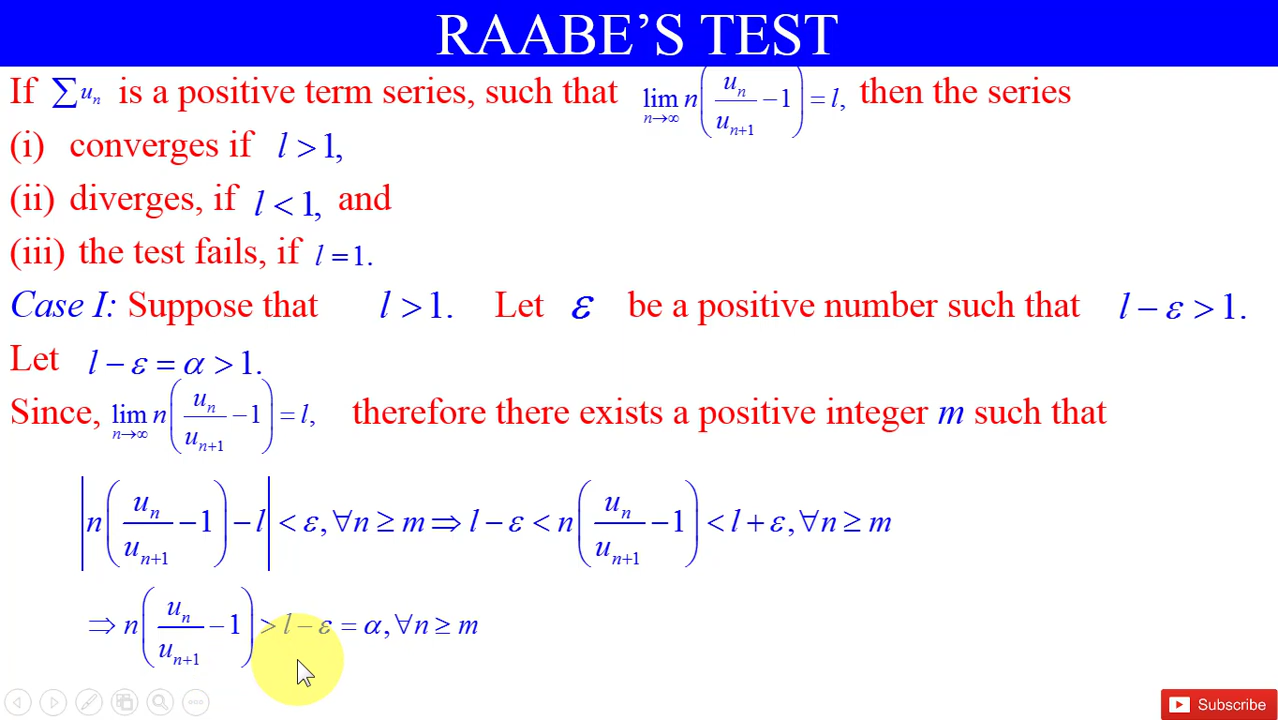 RAABE’S TEST
If ∑uₙ is a positive term series, such that lim n→∞ n(uₙ/uₙ₊₁ − 1) = l, then the series
(i) converges if l > 1,
(ii) diverges, if l < 1, and
(iii) the test fails, if l = 1.
Case I: Suppose that l > 1. Let ε be a positive number such that l − ε > 1.
Let l − ε = α > 1.
Since, lim n→∞ n(uₙ/uₙ₊₁ − 1) = l, therefore there exists a positive integer m such that
|n(uₙ/uₙ₊₁ − 1) − l| < ε, ∀n ≥ m ⇒ l − ε < n(uₙ/uₙ₊₁ − 1) < l + ε, ∀n ≥ m
⇒ n(uₙ/uₙ₊₁ − 1) > l − ε = α, ∀n ≥ m
Subscribe